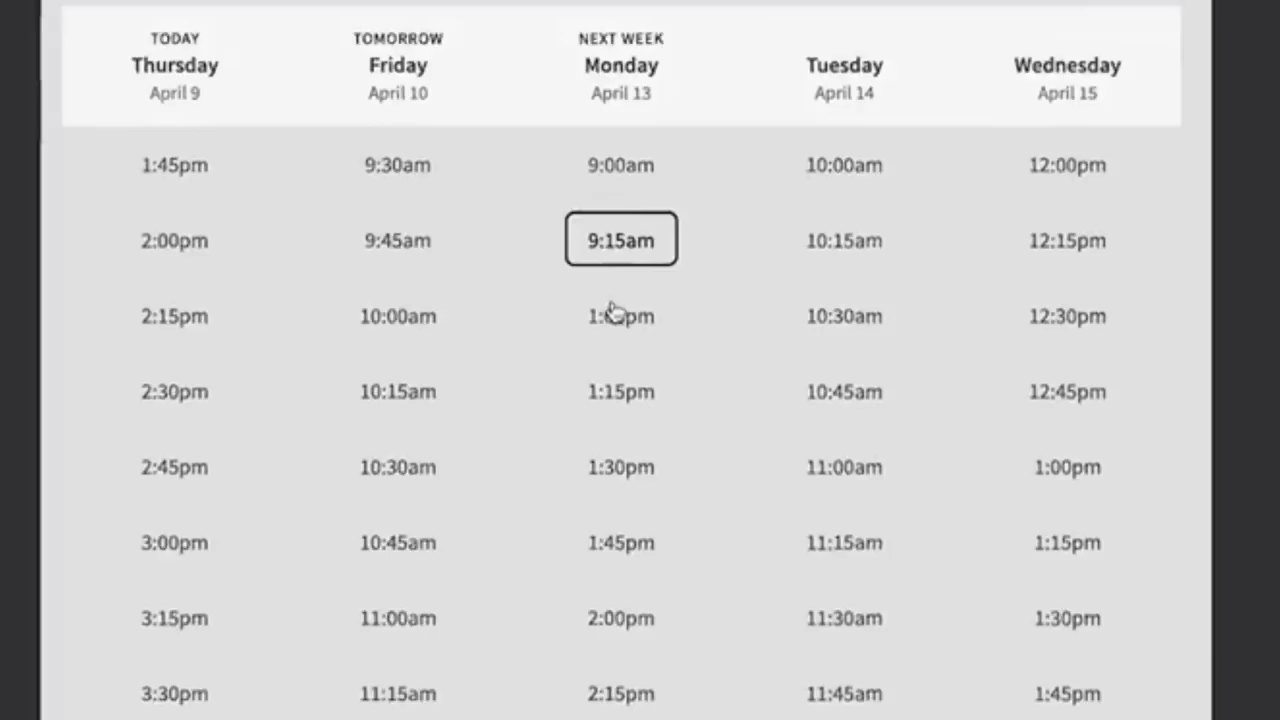 TODAY TOMORROW NEXT WEEK
Thursday Friday Monday Tuesday Wednesday
April 9 April 10 April 13 April 14 April 15
1:45pm 9:30am 9:00am 10:00am 12:00pm
2:00pm 9:45am 9:15am 10:15am 12:15pm
2:15pm 10:00am 10:30am 12:30pm
2:30pm 10:15am 1:15pm 10:45am 12:45pm
2:45pm 10:30am 1:30pm 11:00am 1:00pm
3:00pm 10:45am 1:45pm 11:15am 1:15pm
3:15pm 11:00am 2:00pm 11:30am 1:30pm
3:30pm 11:15am 2:15pm 11:45am 1:45pm